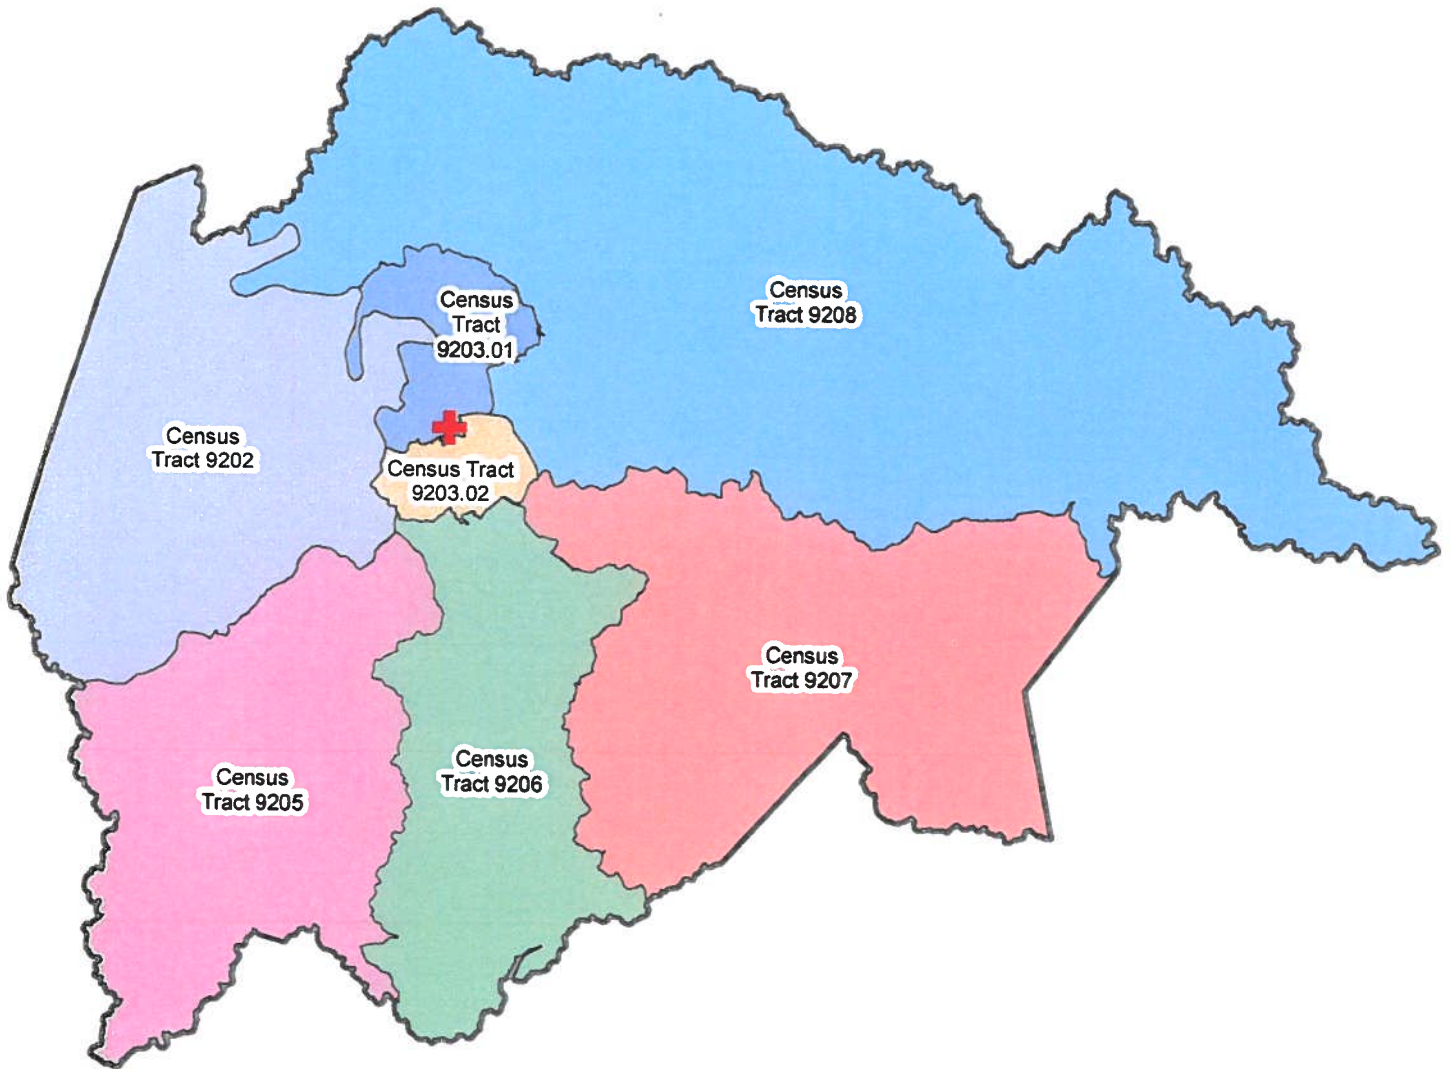 Census
Tract 9208
Census
Tract
9203.01
Census
Tract 9202
Census Tract
9203.02
Census
Tract 9207
Census
Tract 9206
Census
Tract 9205